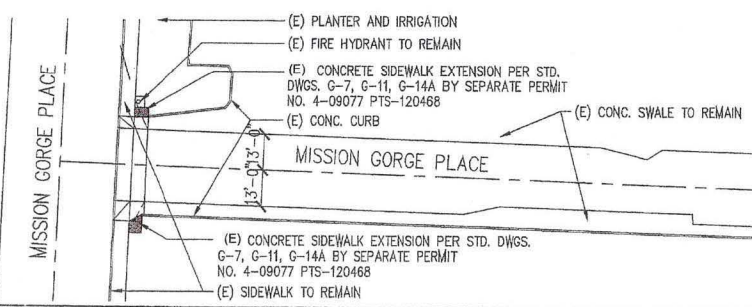 (E) PLANTER AND IRRIGATION
(E) FIRE HYDRANT TO REMAIN
(E) CONCRETE SIDEWALK EXTENSION PER STD.
DWGS. G-7, G-11, G-14A BY SEPARATE PERMIT
NO. 4-09077 PTS-120468
(E) CONC. CURB
(E) CONC. SWALE TO REMAIN
MISSION GORGE PLACE
MISSION GORGE PLACE
13'-0"
13'-0"
(E) CONCRETE SIDEWALK EXTENSION PER STD. DWGS.
G-7, G-11, G-14A BY SEPARATE PERMIT
NO. 4-09077 PTS-120468
(E) SIDEWALK TO REMAIN